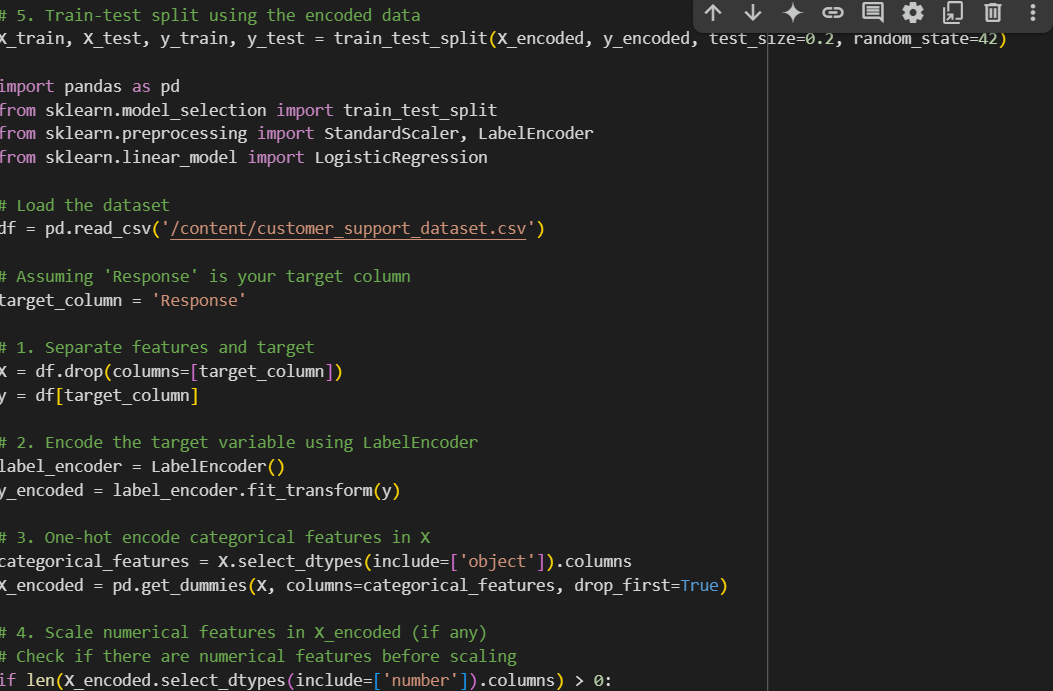 # 5. Train-test split using the encoded data
X_train, X_test, y_train, y_test = train_test_split(X_encoded, y_encoded, test_size=0.2, random_state=42)
import pandas as pd
from sklearn.model_selection import train_test_split
from sklearn.preprocessing import StandardScaler, LabelEncoder
from sklearn.linear_model import LogisticRegression
# Load the dataset
df = pd.read_csv('/content/customer_support_dataset.csv')
# Assuming 'Response' is your target column
target_column = 'Response'
# 1. Separate features and target
X = df.drop(columns=[target_column])
y = df[target_column]
# 2. Encode the target variable using LabelEncoder
label_encoder = LabelEncoder()
y_encoded = label_encoder.fit_transform(y)
# 3. One-hot encode categorical features in X
categorical_features = X.select_dtypes(include=['object']).columns
X_encoded = pd.get_dummies(X, columns=categorical_features, drop_first=True)
# 4. Scale numerical features in X_encoded (if any)
# Check if there are numerical features before scaling
if len(X_encoded.select_dtypes(include=['number']).columns) > 0: